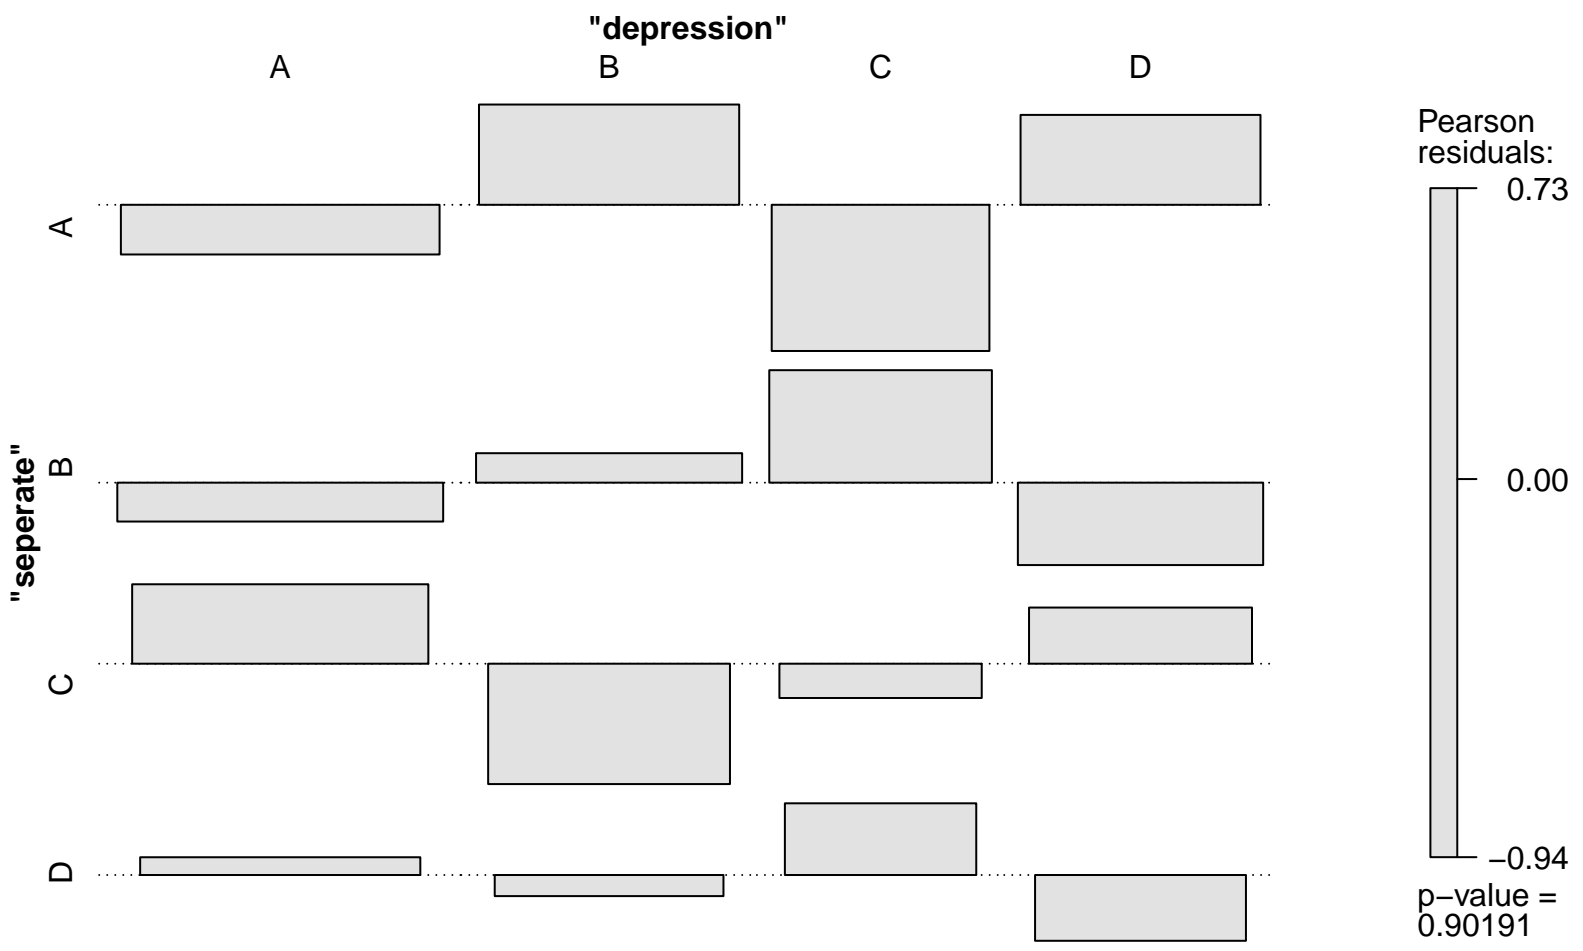 "depression"
A B C D
"seperate"
A
B
C
D
Pearson
residuals:
0.73
0.00
−0.94
p−value =
0.90191